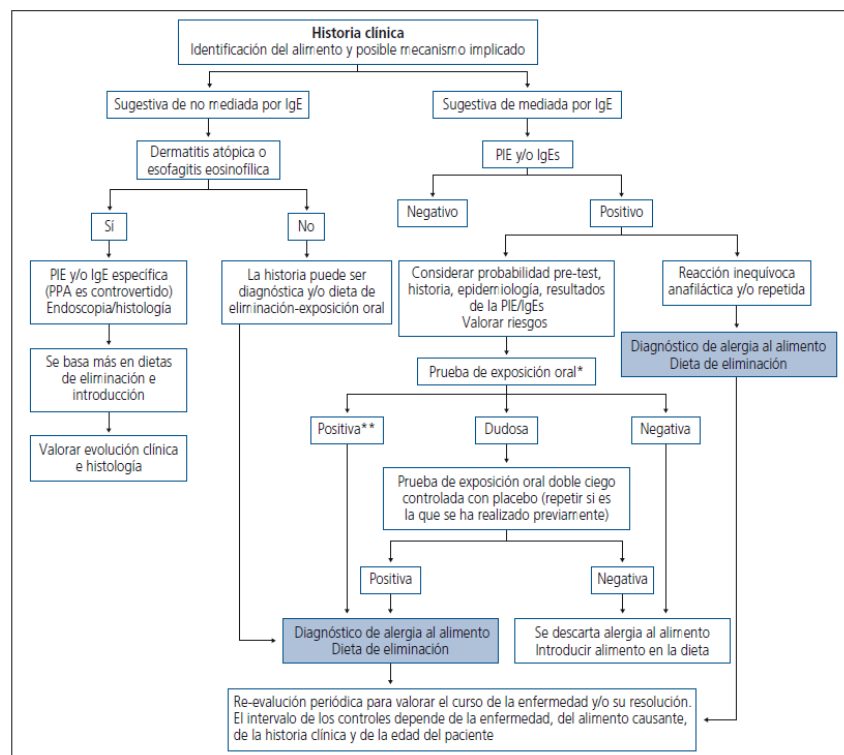 Historia clínica
Identificación del alimento y posible mecanismo implicado
Sugestiva de no mediada por IgE
Sugestiva de mediada por IgE
Dermatitis atópica o
esofagitis eosinofílica
PIE y/o IgEs
Negativo
Positivo
Sí
No
PIE y/o IgE específica
(PPA es controvertido)
Endoscopia/histología
La historia puede ser
diagnóstica y/o dieta de
eliminación-exposición oral
Considerar probabilidad pre-test,
historia, epidemiología, resultados
de la PIE/IgEs
Valorar riesgos
Reacción inequívoca
anafiláctica y/o repetida
Diagnóstico de alergia al alimento
Dieta de eliminación
Se basa más en dietas
de eliminación e
introducción
Prueba de exposición oral*
Valorar evolución clínica
e histología
Positiva**
Dudosa
Negativa
Prueba de exposición oral doble ciego
controlada con placebo (repetir si es
la que se ha realizado previamente)
Positiva
Negativa
Diagnóstico de alergia al alimento
Dieta de eliminación
Se descarta alergia al alimento
Introducir alimento en la dieta
Re-evaluación periódica para valorar el curso de la enfermedad y/o su resolución.
El intervalo de los controles depende de la enfermedad, del alimento causante,
de la historia clínica y de la edad del paciente